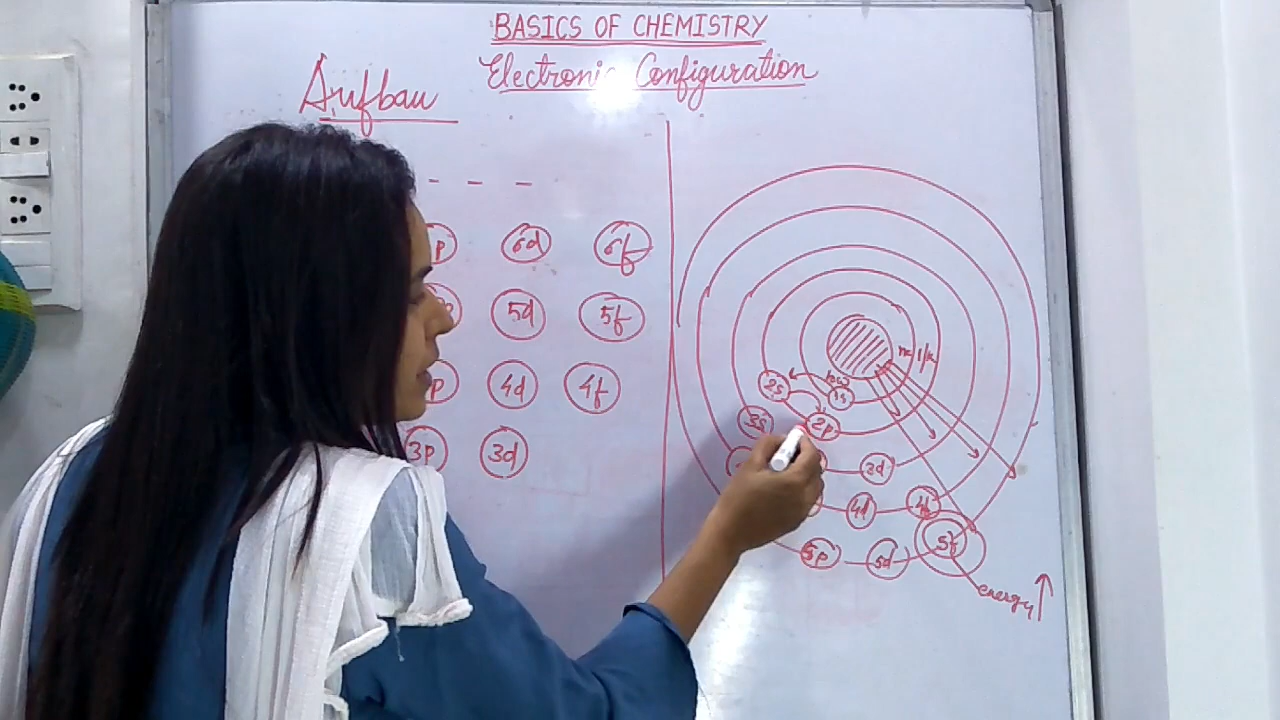 BASICS OF CHEMISTRY
Electronic Configuration
Aufbau
p 6d 6f
5d 5f
p 4d 4f
3p 3d
2s 1s
3s 2p
3d
4d 4f
5p 5d 5f
energy ↑